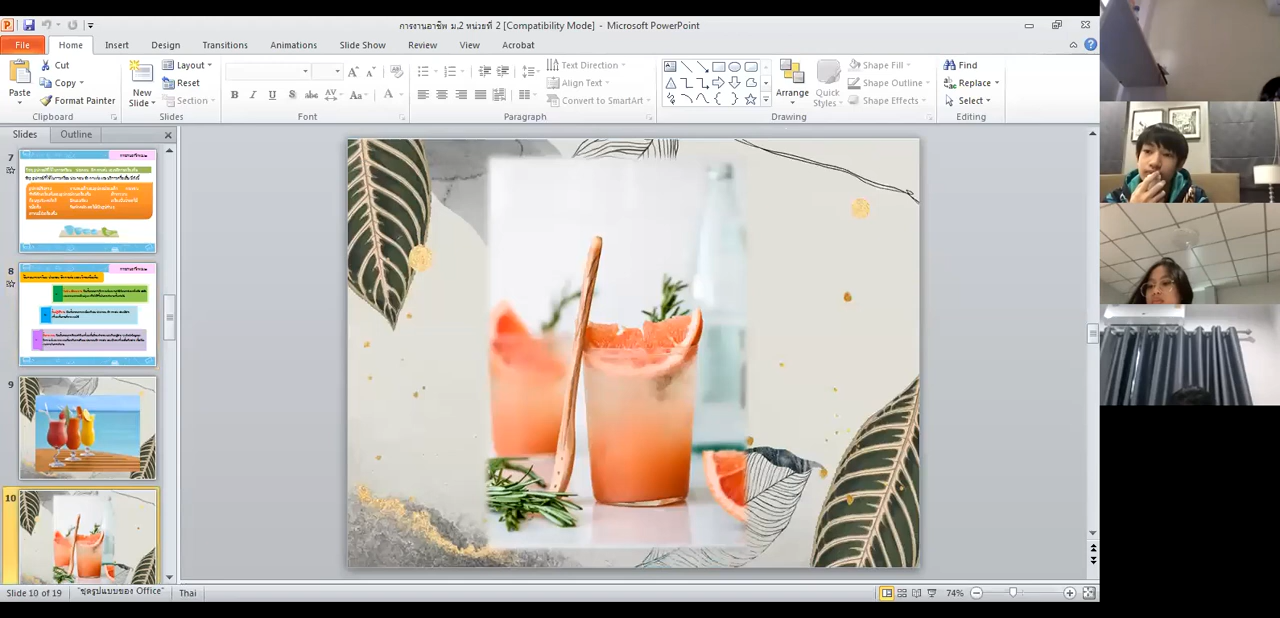 การงานอาชีพ ม.2 หน่วยที่ 2 [Compatibility Mode] - Microsoft PowerPoint
File Home Insert Design Transitions Animations Slide Show Review View Add-Ins Acrobat
Cut
Copy
Format Painter
Paste
Clipboard
New Slide
Layout
Reset
Section
Slides
Font
Text Direction
Align Text
Convert to SmartArt
Paragraph
Arrange
Quick Styles
Shape Fill
Shape Outline
Shape Effects
Drawing
Find
Replace
Select
Editing
Slides Outline
7
8
9
10
Slide 10 of 19 "ชุดรูปแบบของ Office" Thai 74%